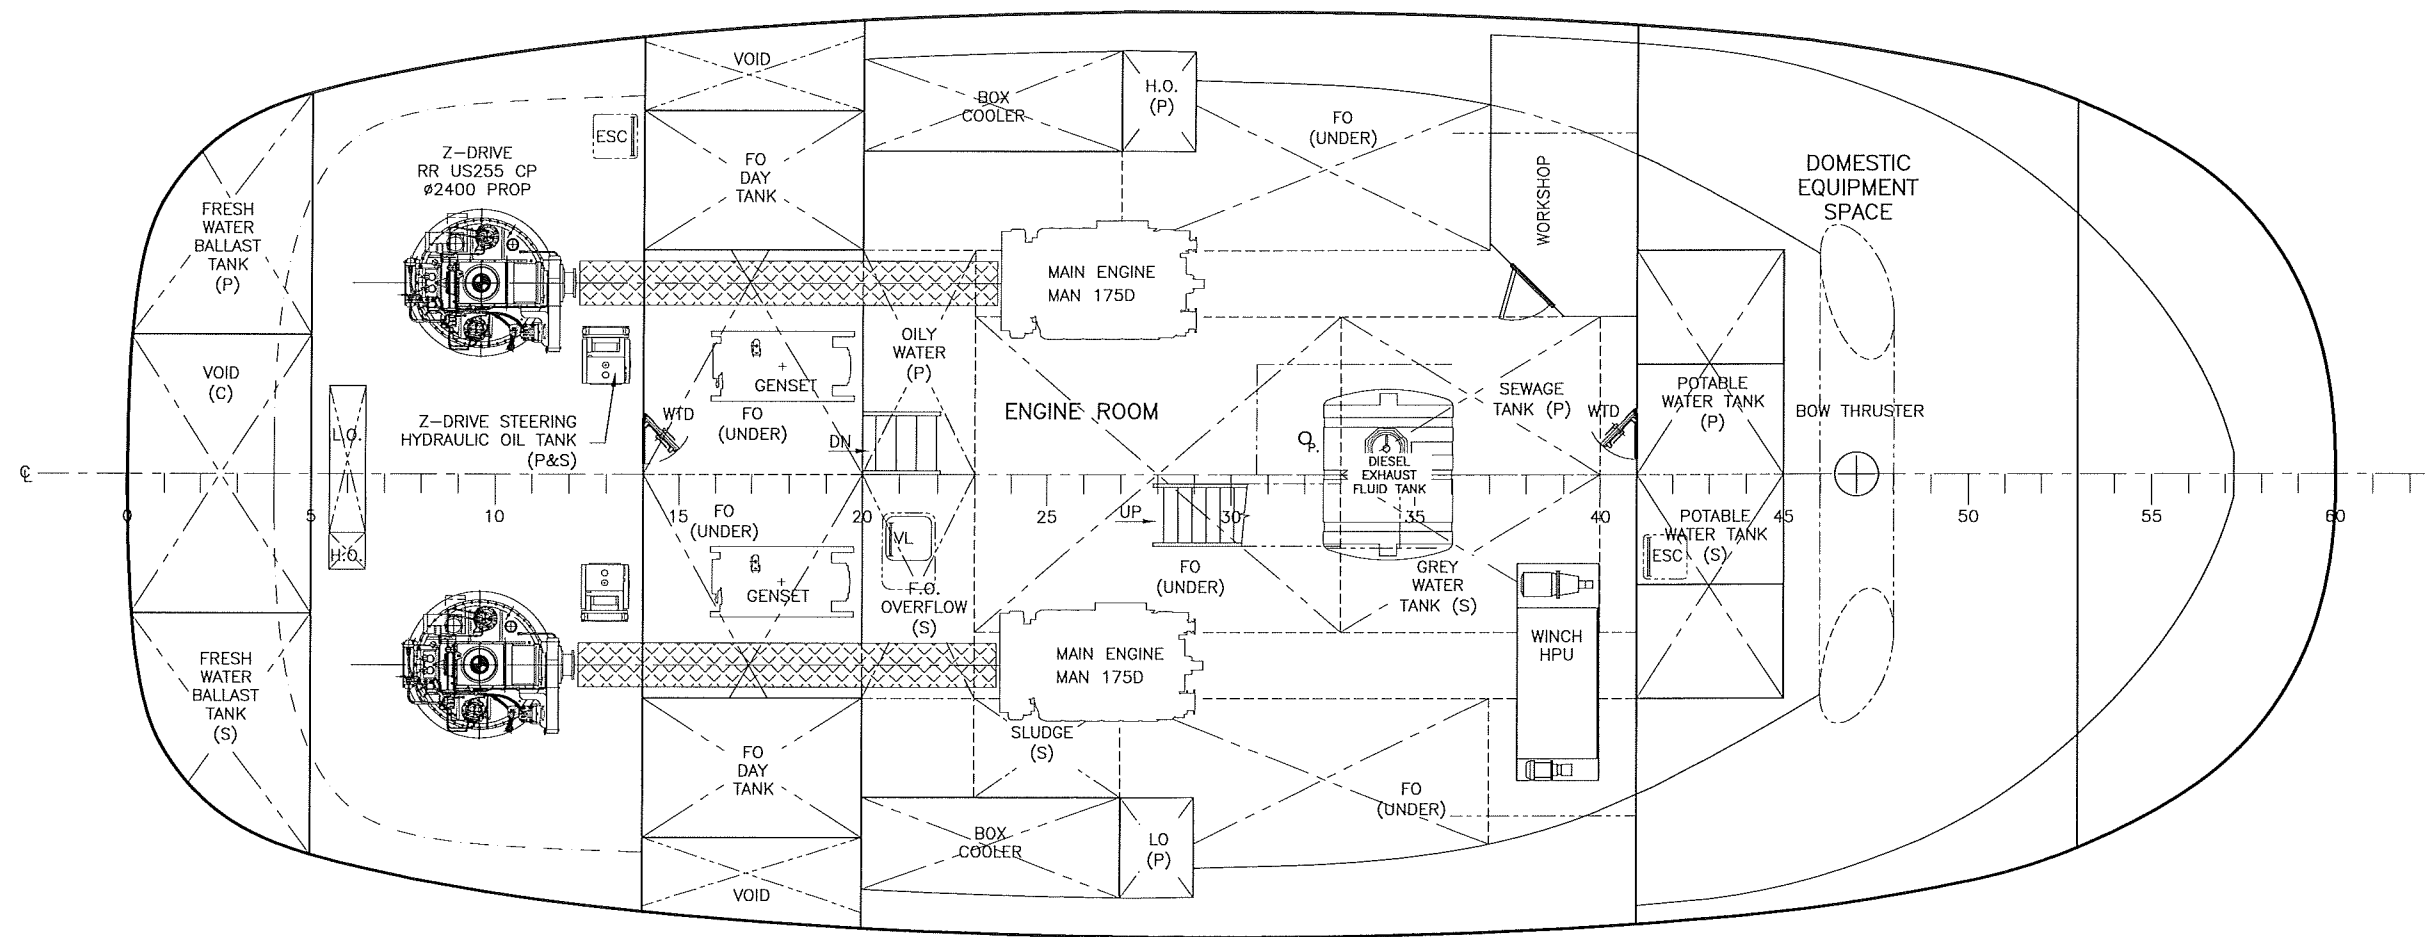 VOID
BOX
COOLER
H.O.
(P)
FO
(UNDER)
ESC
Z-DRIVE
RR US255 CP
ø2400 PROP
FO
DAY
TANK
WORKSHOP
DOMESTIC
EQUIPMENT
SPACE
FRESH
WATER
BALLAST
TANK
(P)
MAIN ENGINE
MAN 175D
VOID
(C)
OILY
WATER
(P)
GENSET
Z-DRIVE STEERING
HYDRAULIC OIL TANK
(P&S)
L.O.
H.O.
WTD
FO
(UNDER)
DN
ENGINE ROOM
SEWAGE
TANK (P)
WTD
POTABLE
WATER TANK
(P)
BOW THRUSTER
P.
DIESEL
EXHAUST
FLUID TANK
℄
0 5 10 15 20 25 30 35 40 45 50 55 60
FO
(UNDER)
VL
UP
POTABLE
WATER TANK
(S)
ESC
GENSET
F.O.
OVERFLOW
(S)
FO
(UNDER)
GREY
WATER
TANK (S)
WINCH
HPU
FRESH
WATER
BALLAST
TANK
(S)
MAIN ENGINE
MAN 175D
SLUDGE
(S)
FO
DAY
TANK
FO
(UNDER)
BOX
COOLER
LO
(P)
VOID